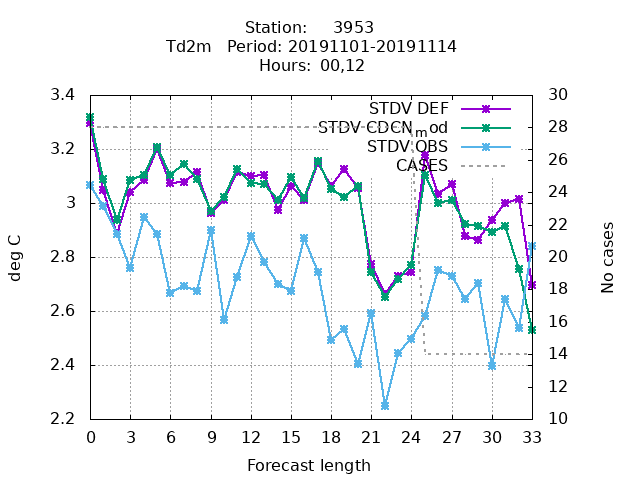 Station: 3953
Td2m Period: 20191101-20191114
Hours: 00,12
3.4
3.2
3
2.8
2.6
2.4
2.2
30
28
26
24
22
20
18
16
14
12
10
STDV DEF
STDV CDCN_mod
STDV OBS
CASES
deg C
No cases
0 3 6 9 12 15 18 21 24 27 30 33
Forecast length